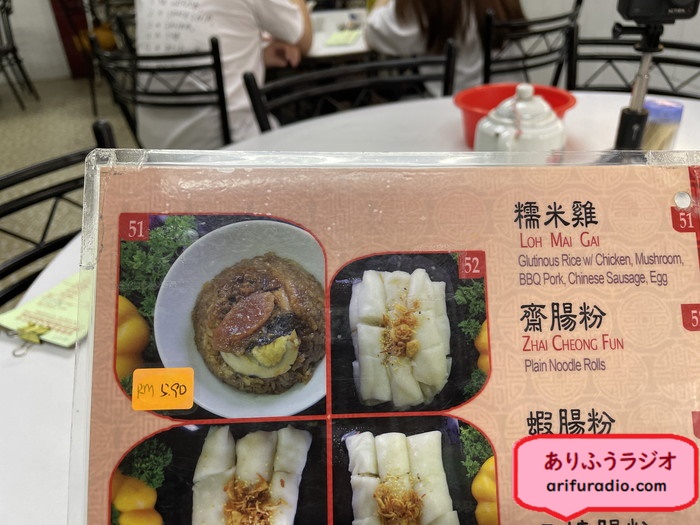 51
52
RM 5.90
糯米雞
LOH MAI GAI
Glutinous Rice w/ Chicken, Mushroom,
BBQ Pork, Chinese Sausage, Egg
齋腸粉
ZHAI CHEONG FUN
Plain Noodle Rolls
蝦腸粉
51
ありふうラジオ
arifuradio.com